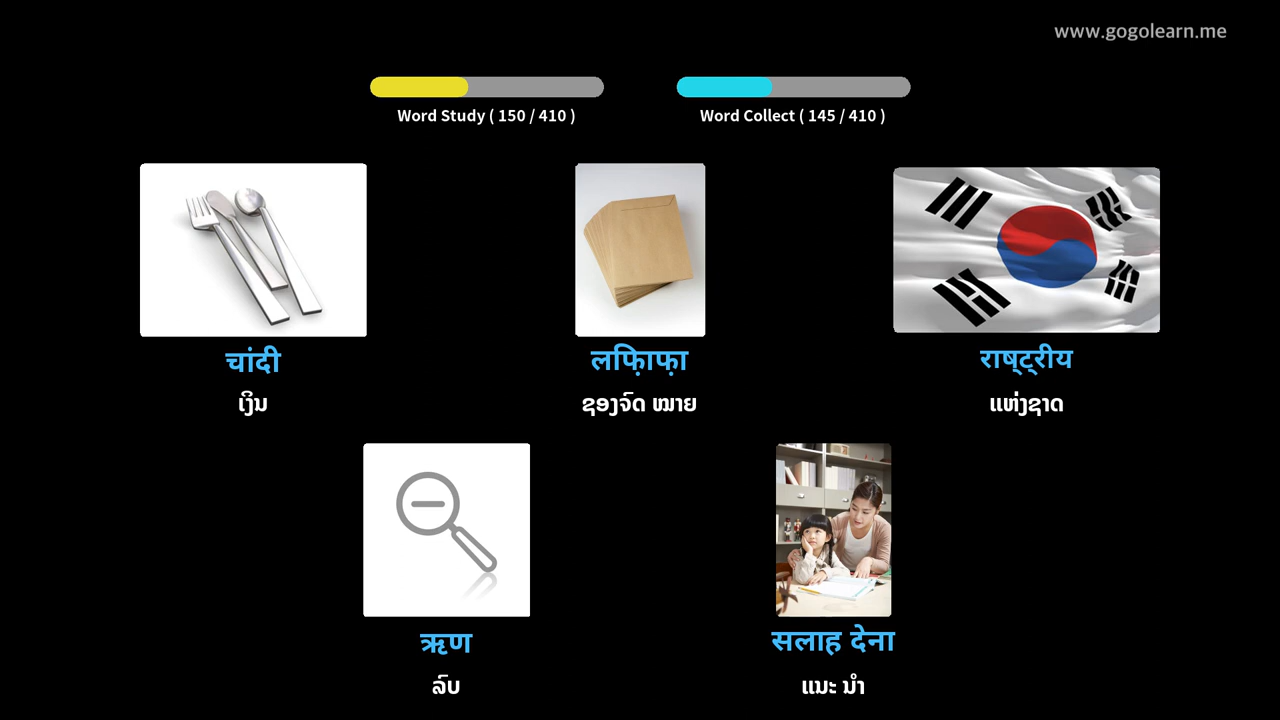 www.gogolearn.me
Word Study ( 150 / 410 )
Word Collect ( 145 / 410 )
चांदी
ເງິນ
लफ़िाफ़ा
ຊອງຈົດ ໝາຍ
राष्ट्रीय
ແຫ່ງຊາດ
ऋण
ລົບ
सलाह देना
ແນະ ນຳ